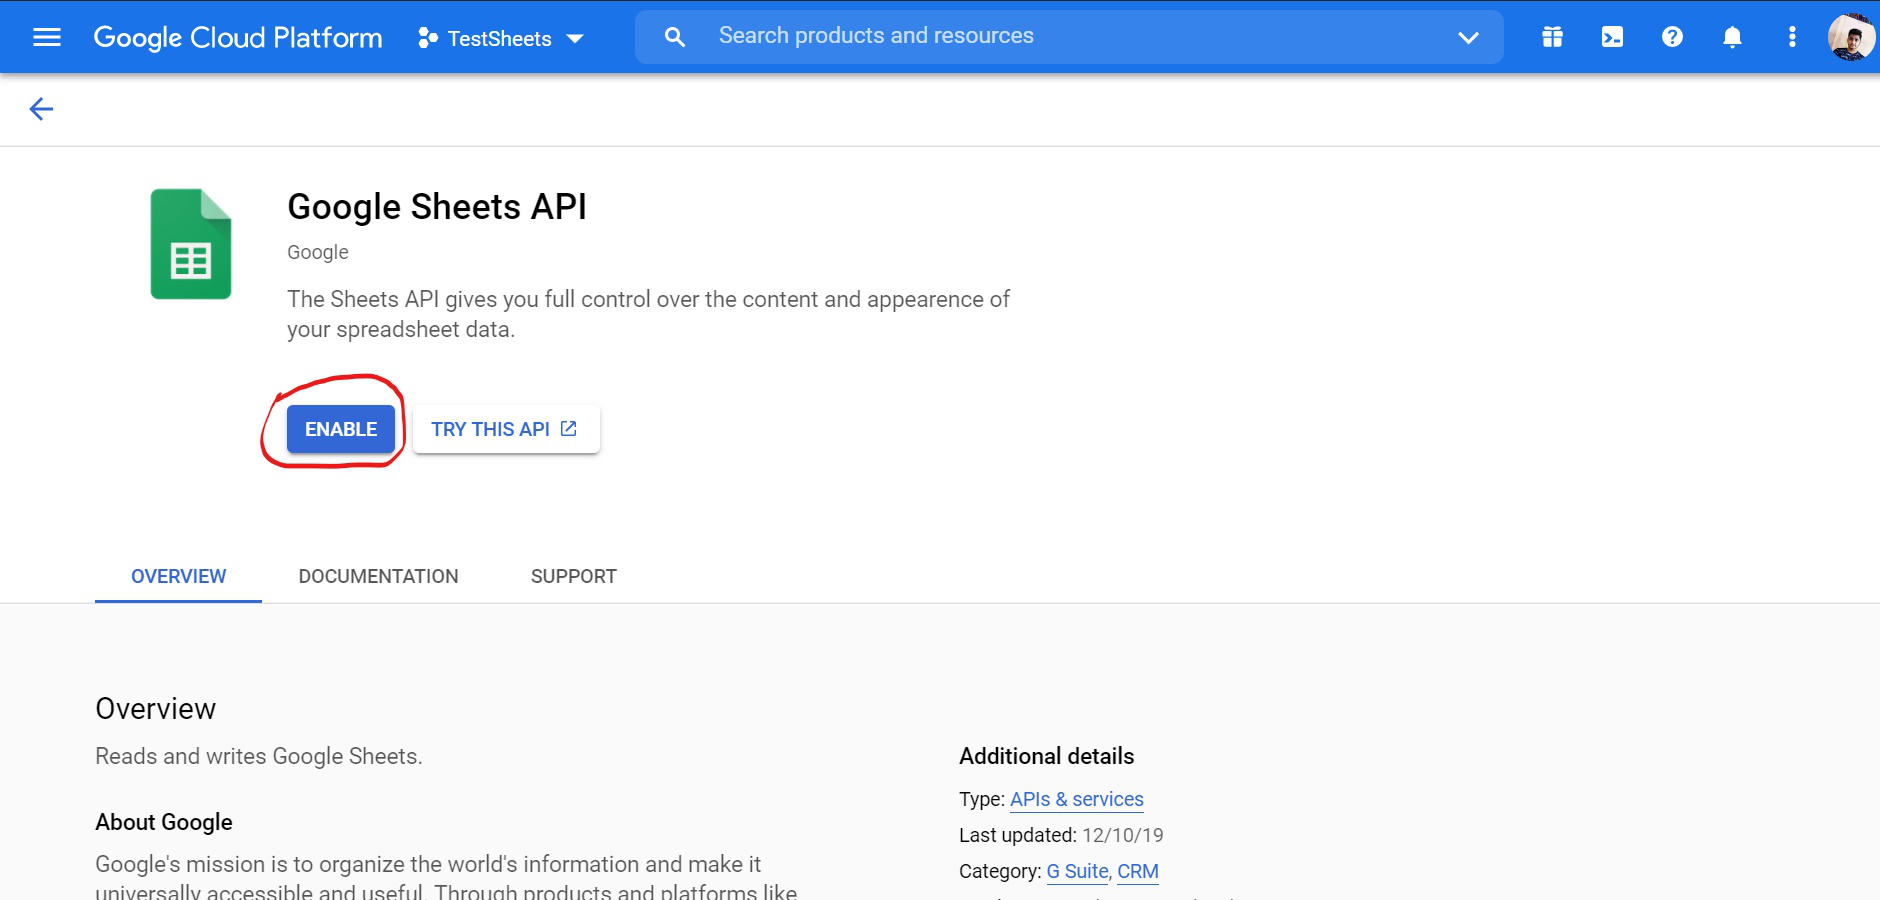 Google Cloud Platform
TestSheets
Search products and resources
Google Sheets API
Google
The Sheets API gives you full control over the content and appearence of
your spreadsheet data.
ENABLE
TRY THIS API
OVERVIEW
DOCUMENTATION
SUPPORT
Overview
Reads and writes Google Sheets.
About Google
Google's mission is to organize the world's information and make it
universally accessible and useful. Through products and platforms like
Additional details
Type: APIs & services
Last updated: 12/10/19
Category: G Suite, CRM